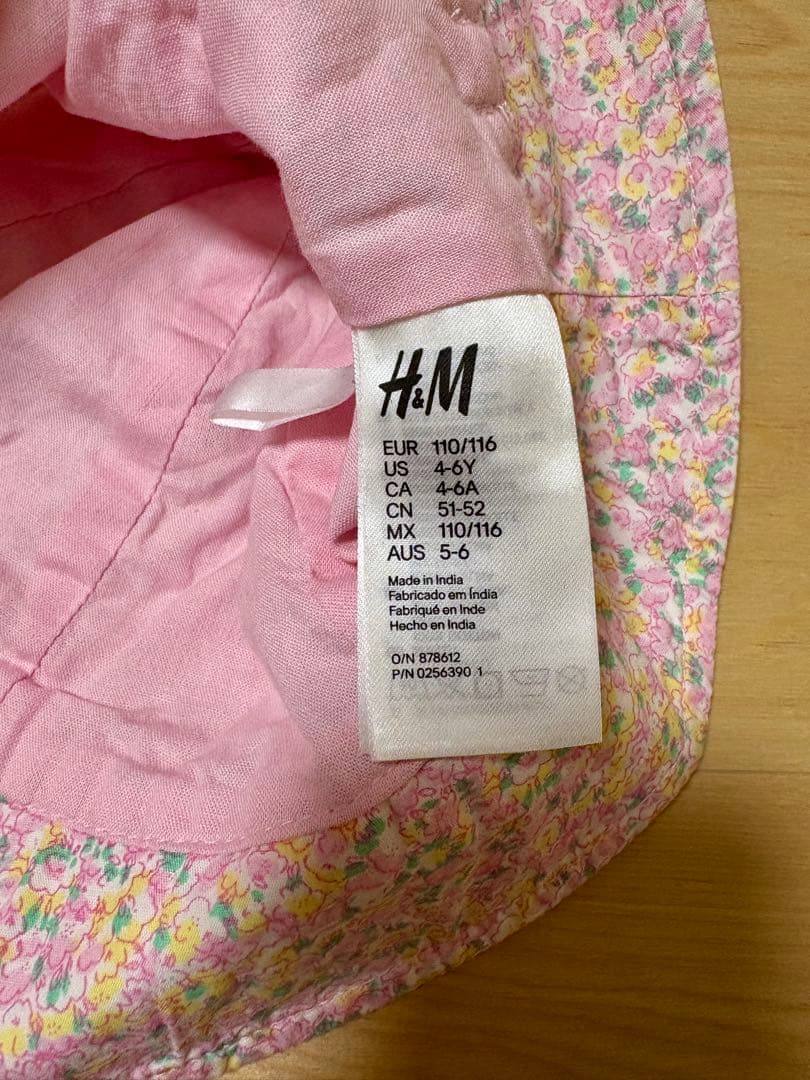 H&M
EUR 110/116
US 4-6Y
CA 4-6A
CN 51-52
MX 110/116
AUS 5-6
Made in India
Fabricado em Índia
Fabriqué en Inde
Hecho en India
O/N 878612
P/N 0256390 1